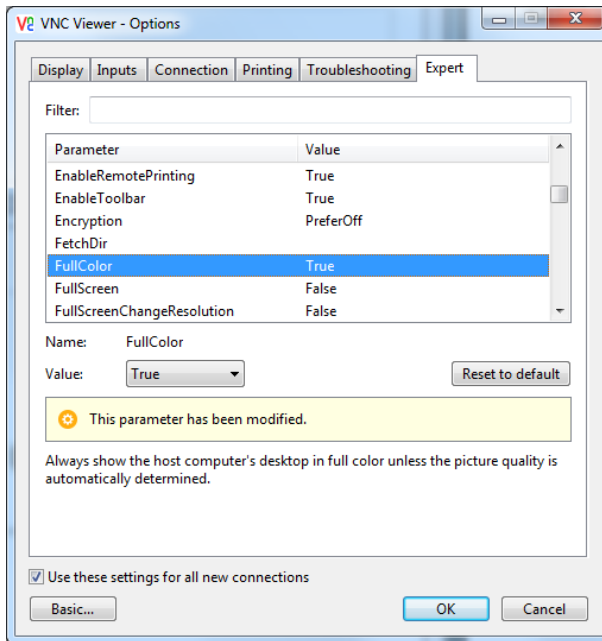 VNC Viewer - Options
Display Inputs Connection Printing Troubleshooting Expert
Filter:
Parameter Value
EnableRemotePrinting True
EnableToolbar True
Encryption PreferOff
FetchDir
FullColor True
FullScreen False
FullScreenChangeResolution False
Name: FullColor
Value: True Reset to default
This parameter has been modified.
Always show the host computer's desktop in full color unless the picture quality is
automatically determined.
Use these settings for all new connections
Basic... OK Cancel